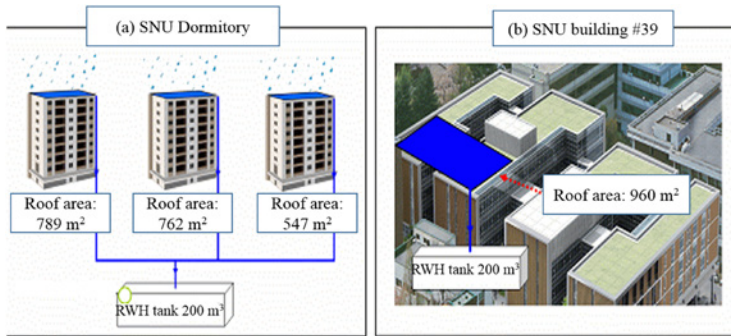 (a) SNU Dormitory
Roof area:
789 m²
Roof area:
762 m²
Roof area:
547 m²
RWH tank 200 m³
(b) SNU building #39
Roof area: 960 m²
RWH tank 200 m³